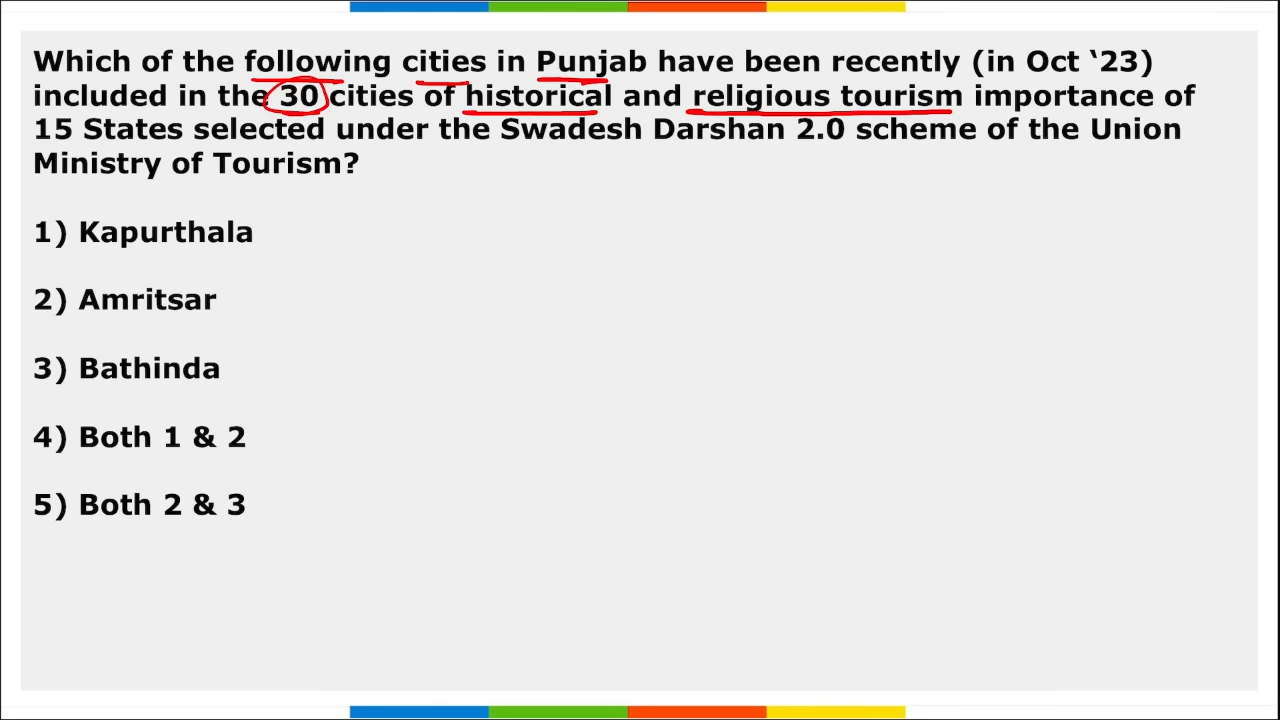 Which of the following cities in Punjab have been recently (in Oct ‘23)
included in the 30 cities of historical and religious tourism importance of
15 States selected under the Swadesh Darshan 2.0 scheme of the Union
Ministry of Tourism?
1) Kapurthala
2) Amritsar
3) Bathinda
4) Both 1 & 2
5) Both 2 & 3